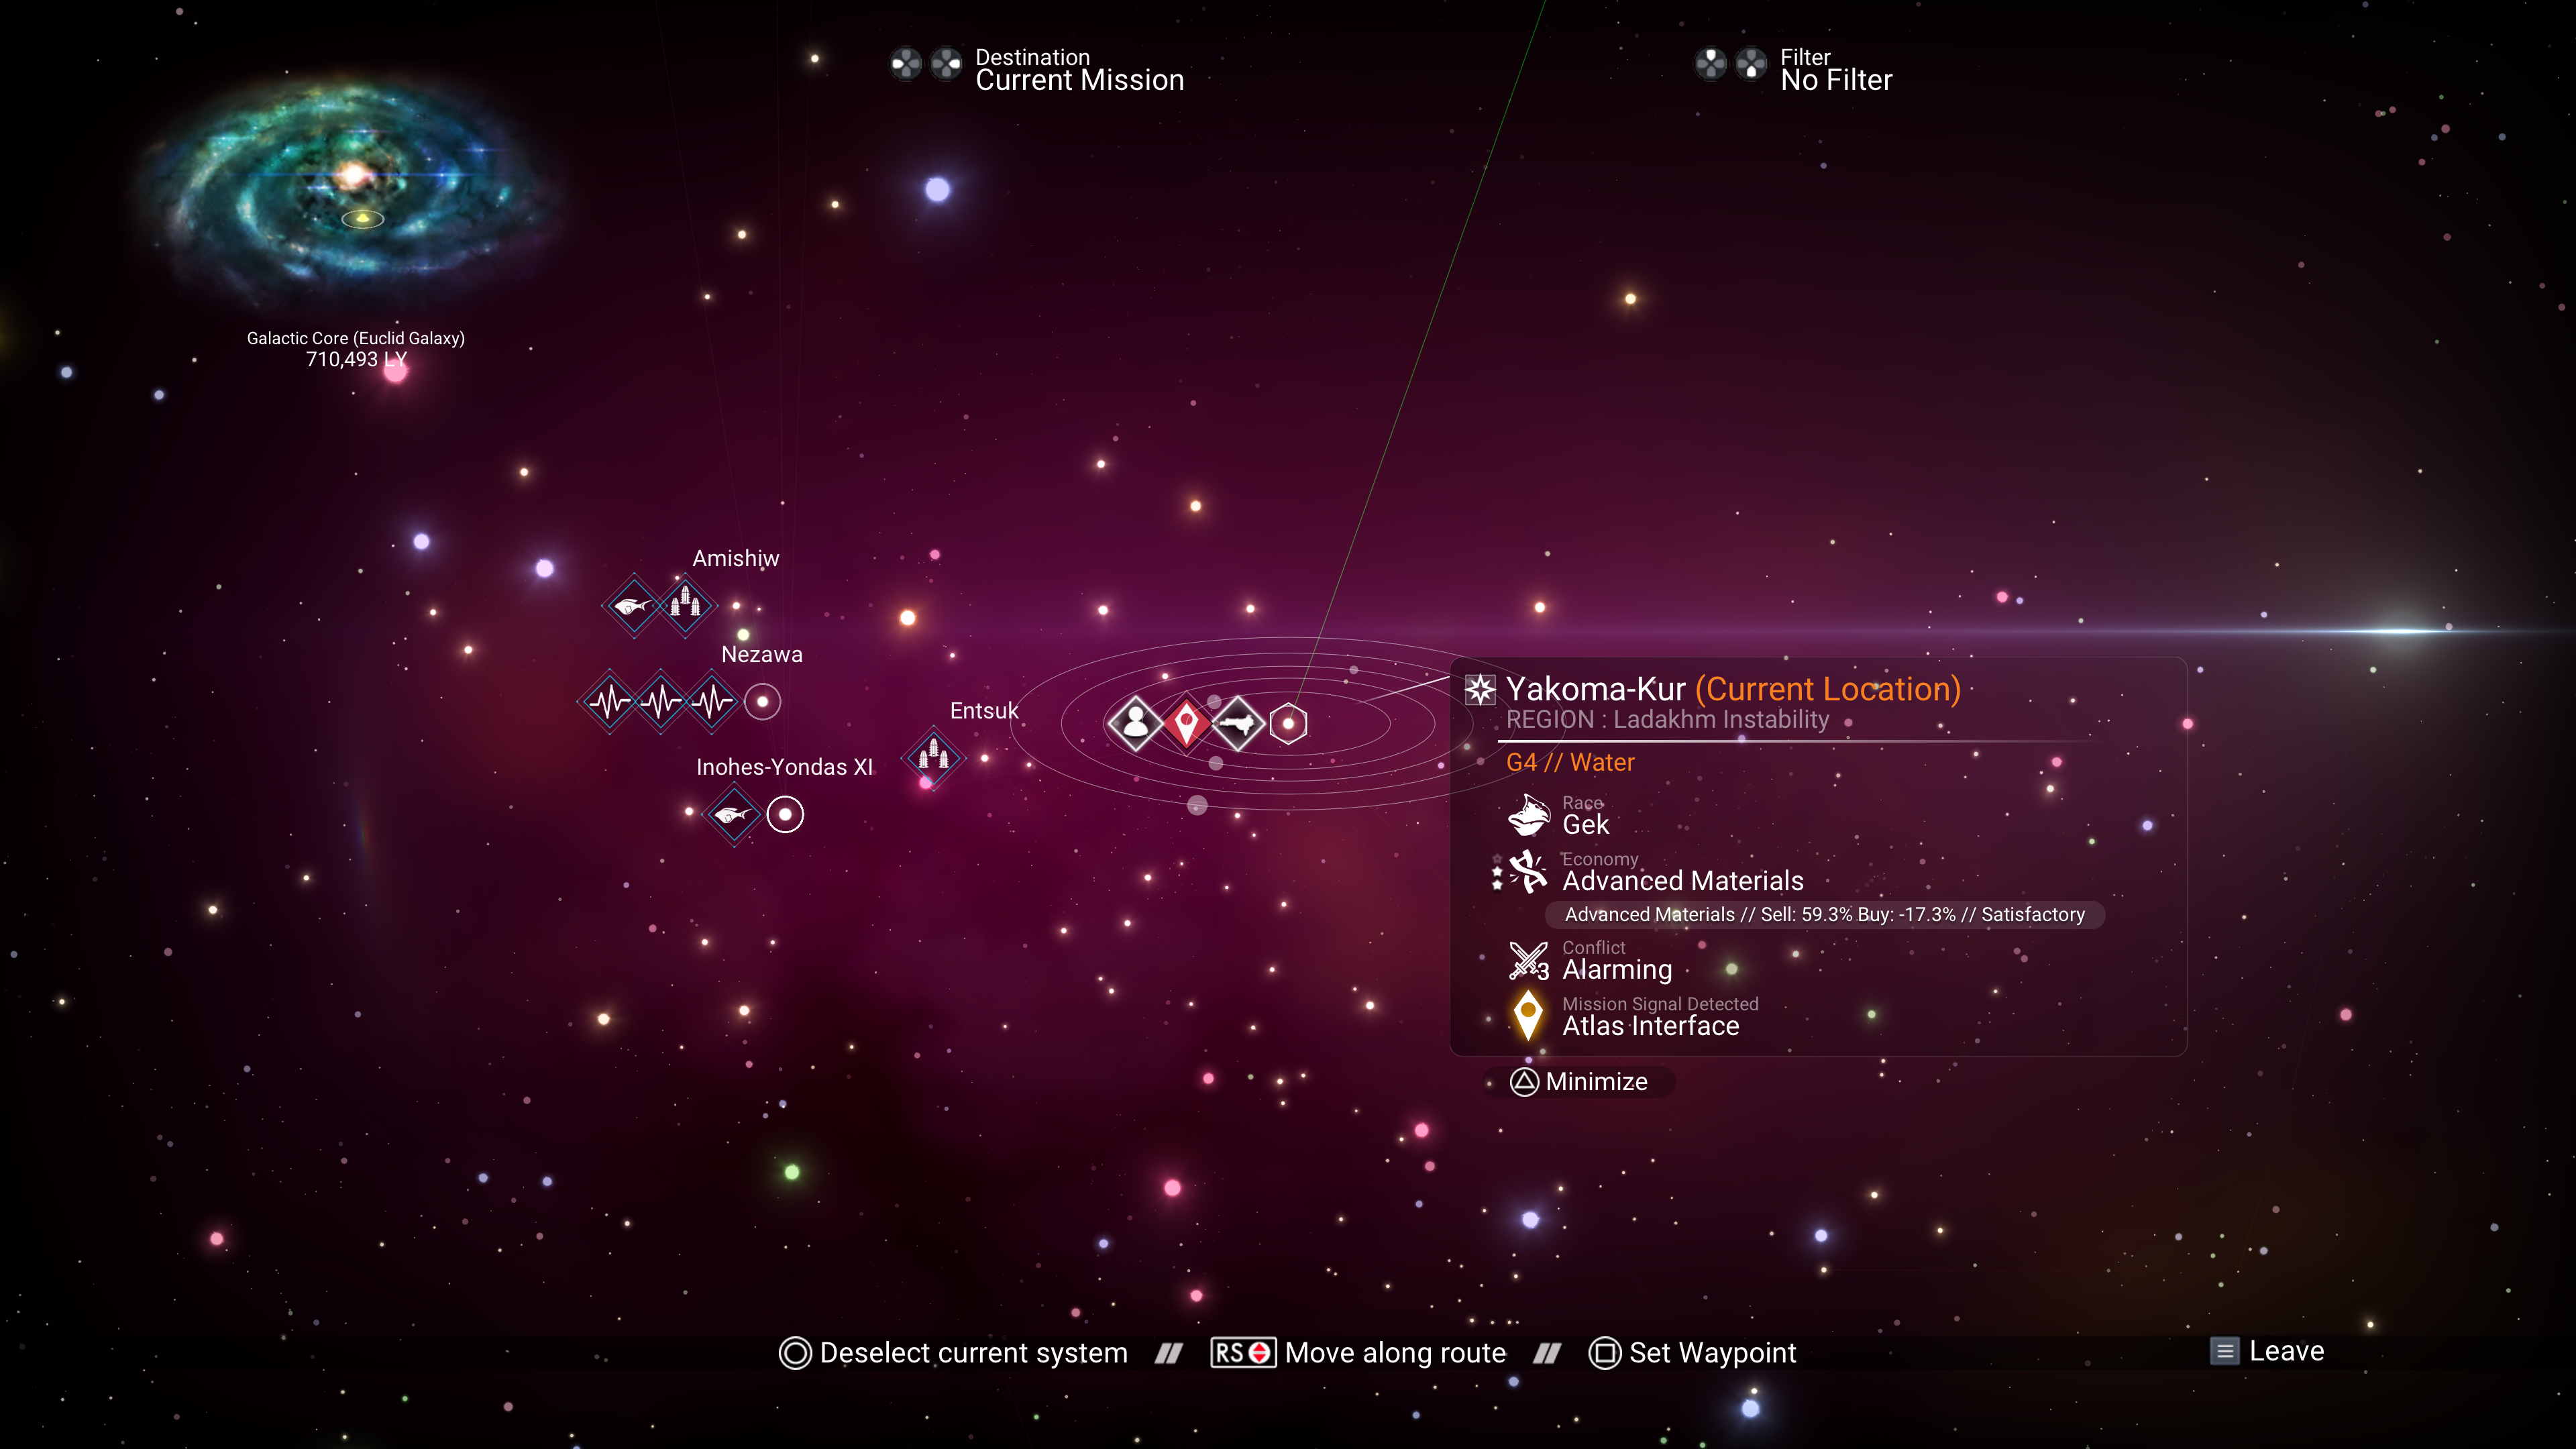 Destination
Current Mission
Filter
No Filter
Galactic Core (Euclid Galaxy)
710,493 LY
Amishiw
Nezawa
Inohes-Yondas XI
Entsuk
Yakoma-Kur (Current Location)
REGION : Ladakhm Instability
G4 // Water
Race
Gek
Economy
Advanced Materials
Advanced Materials // Sell: 59.3% Buy: -17.3% // Satisfactory
Conflict
3 Alarming
Mission Signal Detected
Atlas Interface
Minimize
Deselect current system // RS Move along route // Set Waypoint
Leave